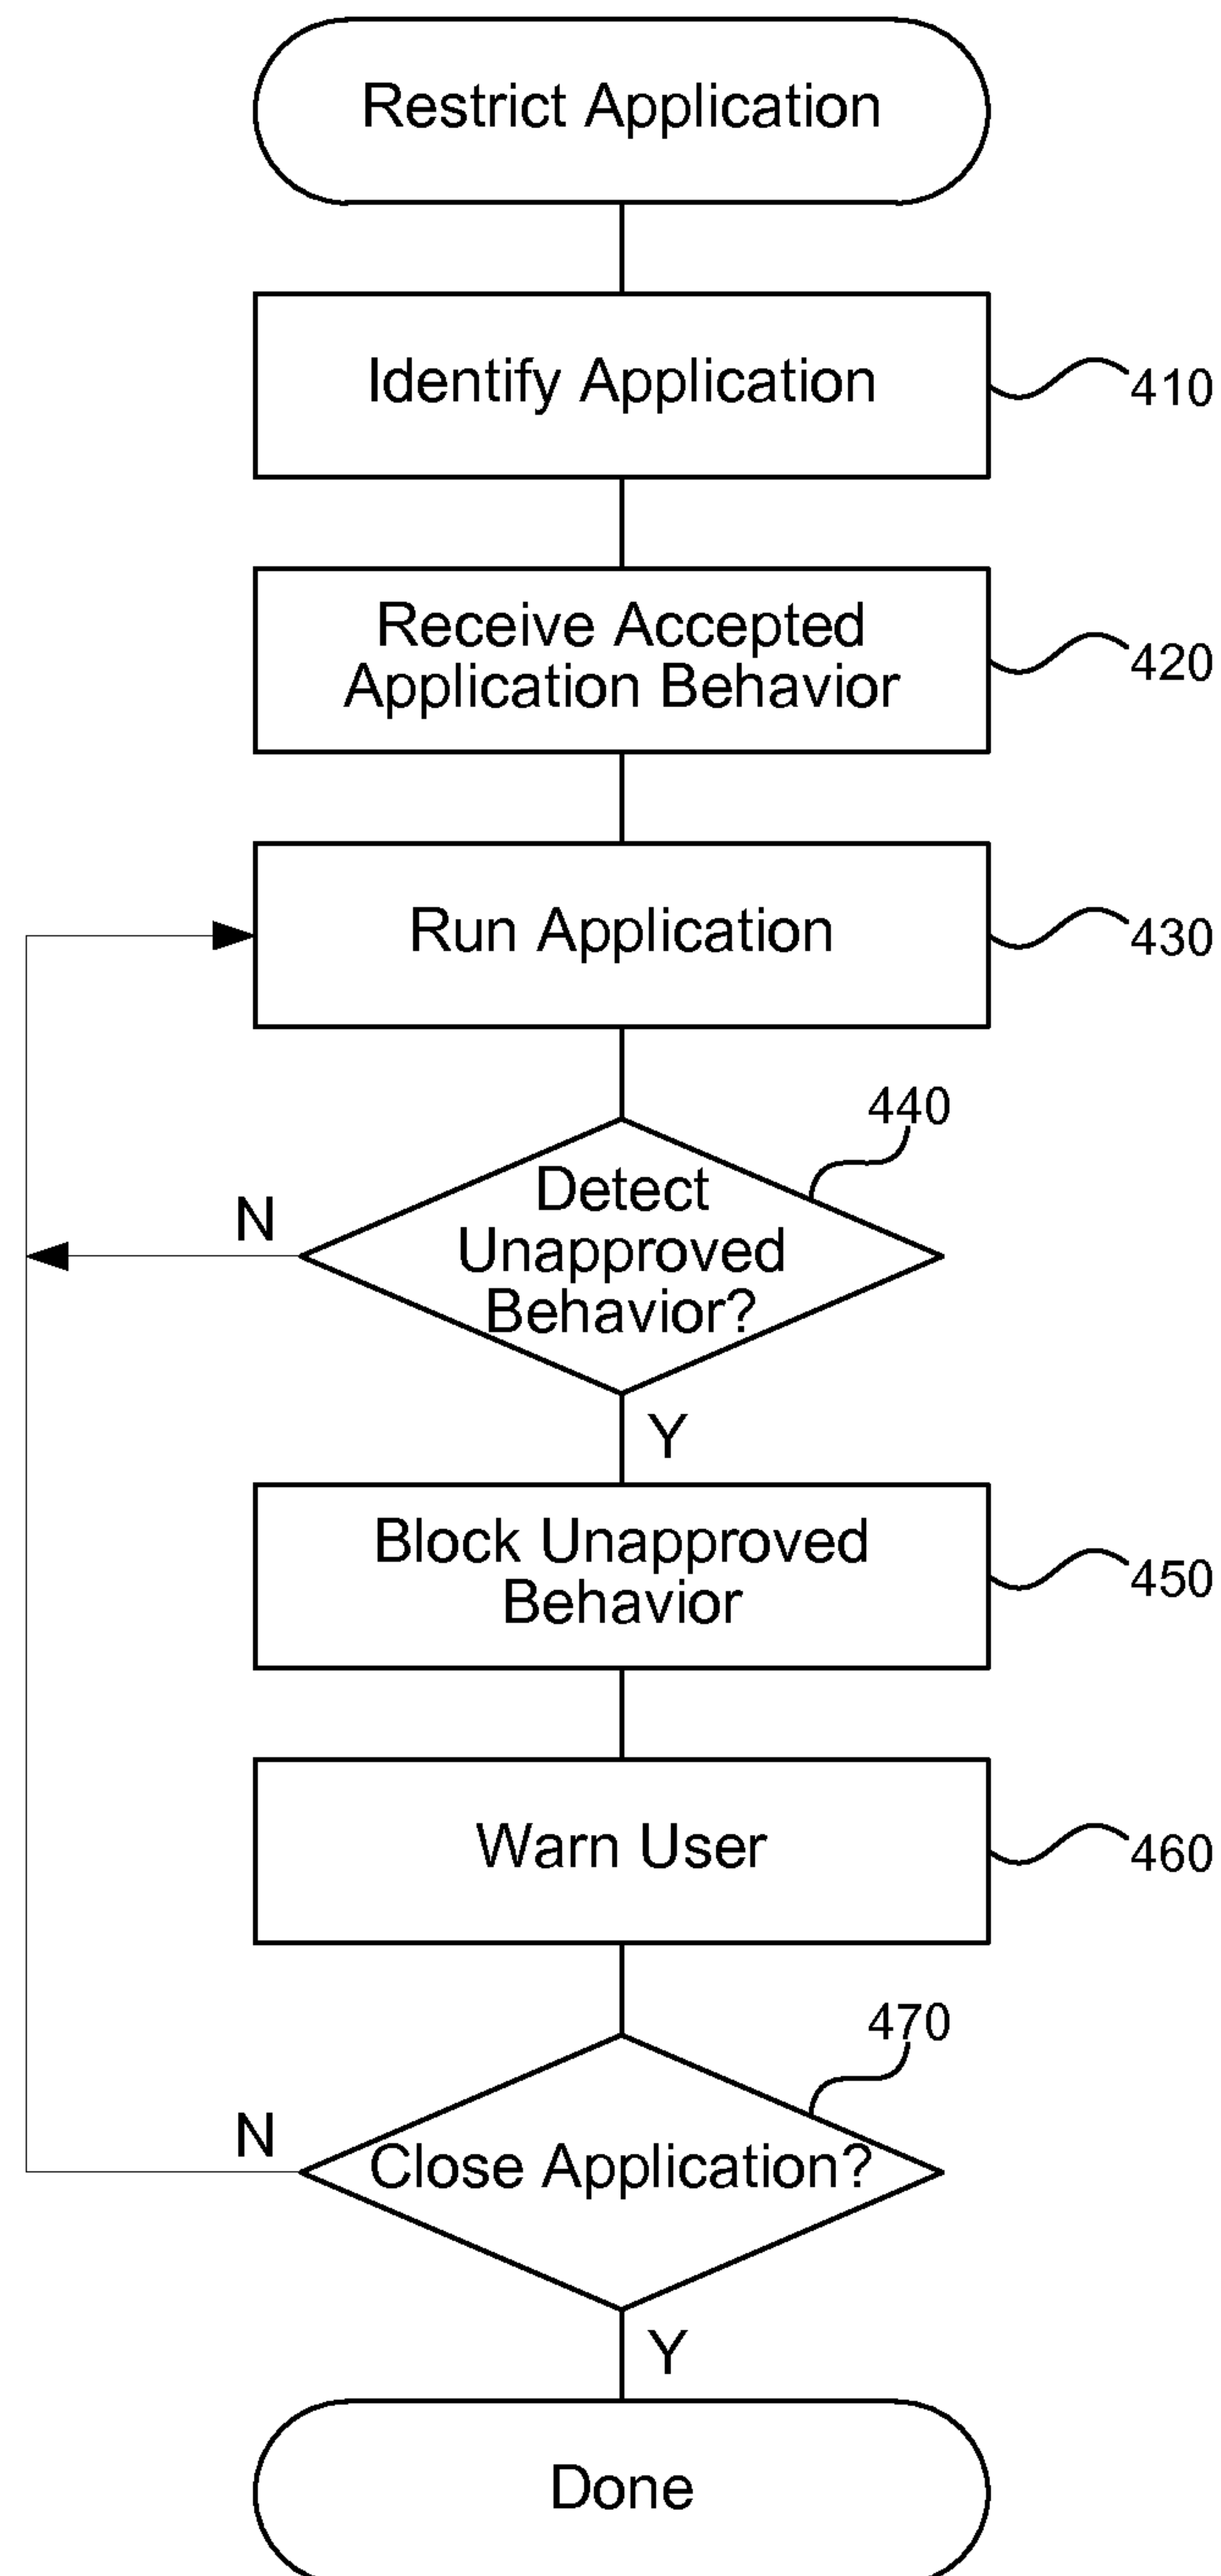 Restrict Application
Identify Application
410
Receive Accepted
Application Behavior
420
Run Application
430
440
Detect
Unapproved
Behavior?
N
Y
Block Unapproved
Behavior
450
Warn User
460
470
Close Application?
N
Y
Done